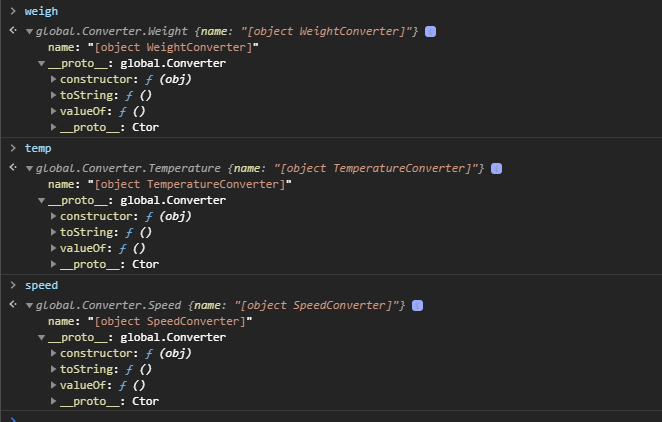 > weigh
<· ▼global.Converter.Weight {name: "[object WeightConverter]"} i
name: "[object WeightConverter]"
▼__proto__: global.Converter
▶constructor: ƒ (obj)
▶toString: ƒ ()
▶valueOf: ƒ ()
▶__proto__: Ctor
> temp
<· ▼global.Converter.Temperature {name: "[object TemperatureConverter]"} i
name: "[object TemperatureConverter]"
▼__proto__: global.Converter
▶constructor: ƒ (obj)
▶toString: ƒ ()
▶valueOf: ƒ ()
▶__proto__: Ctor
> speed
<· ▼global.Converter.Speed {name: "[object SpeedConverter]"} i
name: "[object SpeedConverter]"
▼__proto__: global.Converter
▶constructor: ƒ (obj)
▶toString: ƒ ()
▶valueOf: ƒ ()
▶__proto__: Ctor
>